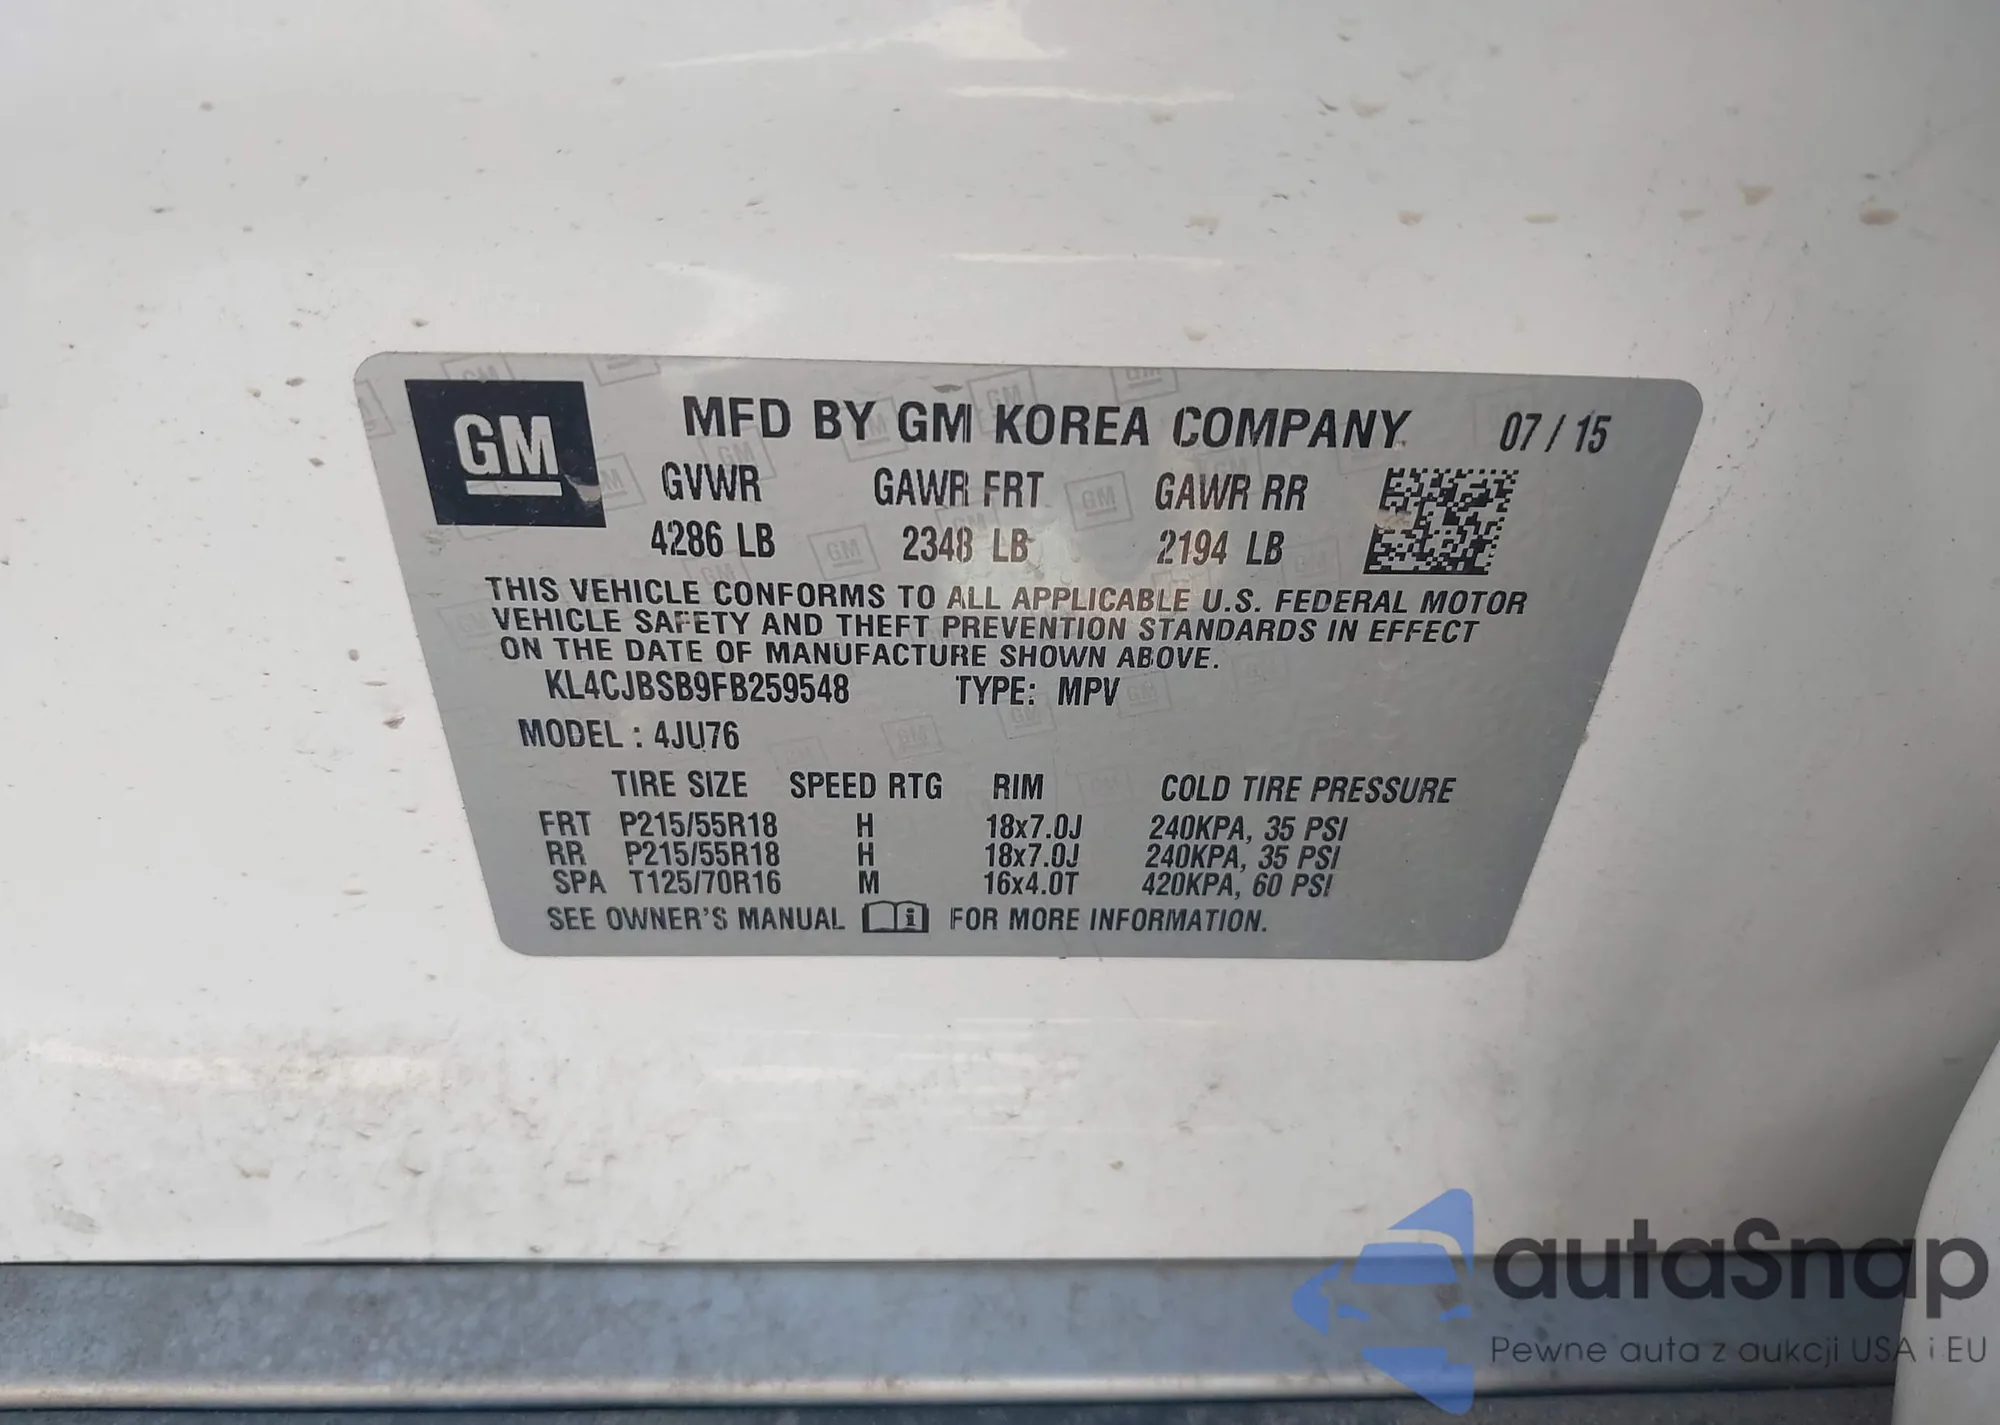 GM
MFD BY GM KOREA COMPANY 07 / 15
GVWR GAWR FRT GAWR RR
4286 LB 2348 LB 2194 LB
THIS VEHICLE CONFORMS TO ALL APPLICABLE U.S. FEDERAL MOTOR
VEHICLE SAFETY AND THEFT PREVENTION STANDARDS IN EFFECT
ON THE DATE OF MANUFACTURE SHOWN ABOVE.
KL4CJBSB9FB259548 TYPE: MPV
MODEL : 4JU76
TIRE SIZE SPEED RTG RIM COLD TIRE PRESSURE
FRT P215/55R18 H 18x7.0J 240KPA, 35 PSI
RR P215/55R18 H 18x7.0J 240KPA, 35 PSI
SPA T125/70R16 M 16x4.0T 420KPA, 60 PSI
SEE OWNER'S MANUAL i FOR MORE INFORMATION.
autaSnap
Pewne auta z aukcji USA i EU